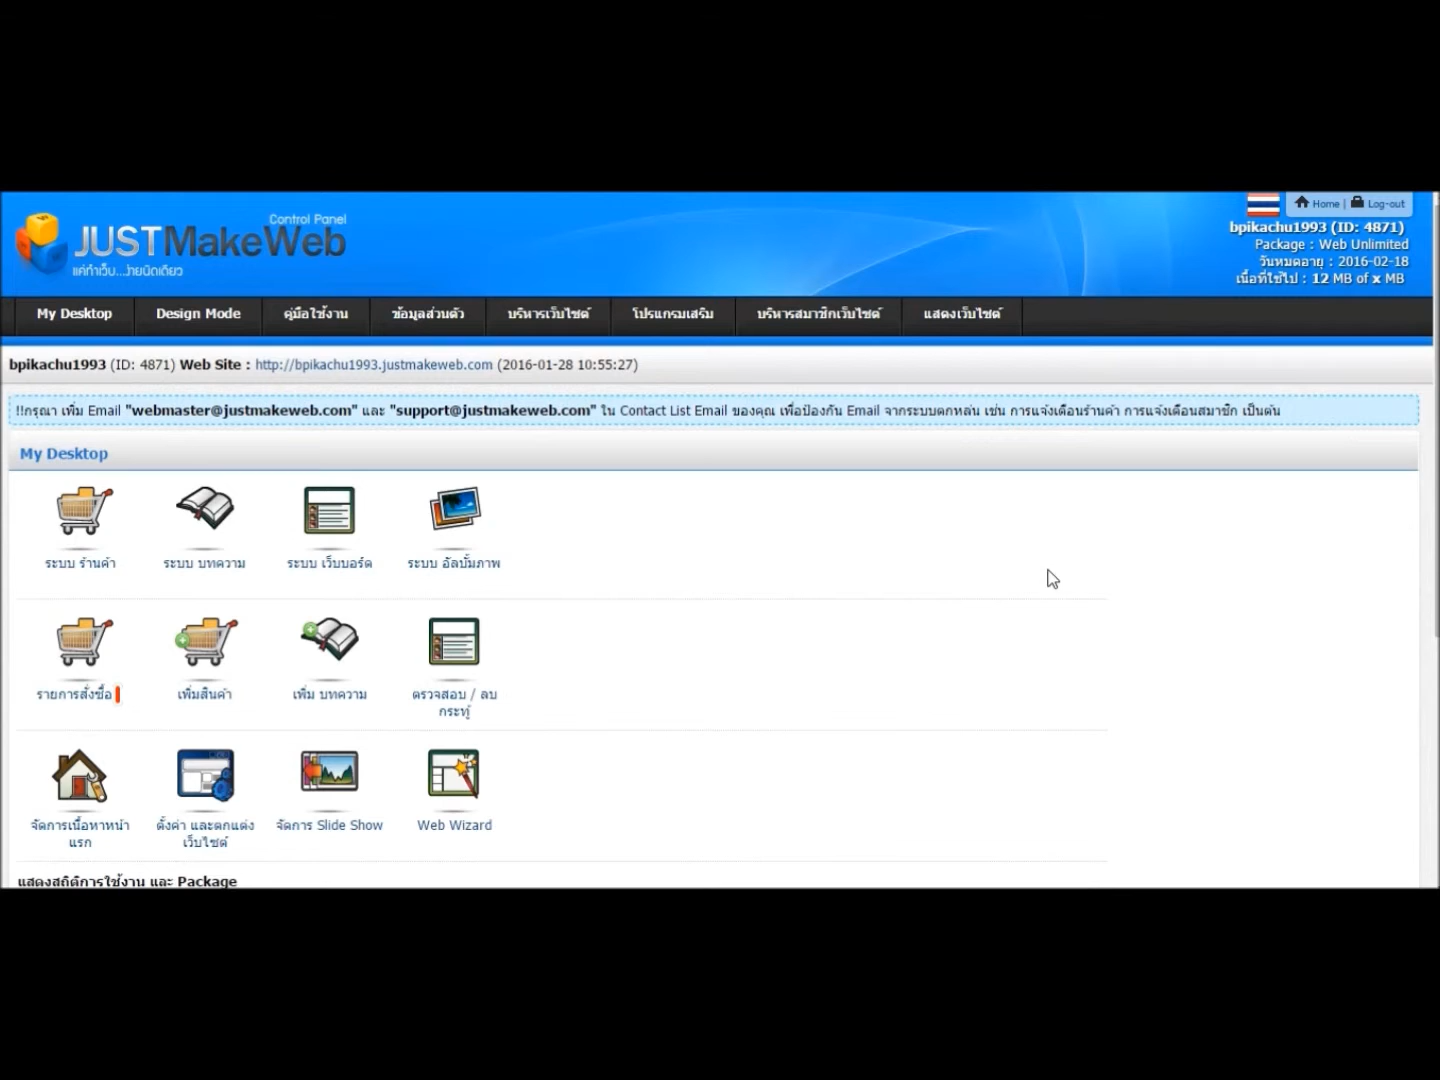 Control Panel
JUSTMakeWeb
แค่ทำเว็บ...ง่ายนิดเดียว
Home | Log-out
bpikachu1993 (ID: 4871)
Package : Web Unlimited
วันหมดอายุ : 2016-02-18
เนื้อที่ใช้ไป : 12 MB of x MB
My Desktop Design Mode คู่มือใช้งาน ข้อมูลส่วนตัว บริหารเว็บไซต์ โปรแกรมเสริม บริหารสมาชิกเว็บไซต์ แสดงเว็บไซต์
bpikachu1993 (ID: 4871) Web Site : http://bpikachu1993.justmakeweb.com (2016-01-28 10:55:27)
!!กรุณา เพิ่ม Email "webmaster@justmakeweb.com" และ "support@justmakeweb.com" ใน Contact List Email ของคุณ เพื่อป้องกัน Email จากระบบตกหล่น เช่น การแจ้งเตือนร้านค้า การแจ้งเตือนสมาชิก เป็นต้น
My Desktop
ระบบ ร้านค้า ระบบ บทความ ระบบ เว็บบอร์ด ระบบ อัลบั้มภาพ
รายการสั่งซื้อ เพิ่มสินค้า เพิ่ม บทความ ตรวจสอบ / ลบ
กระทู้
จัดการเนื้อหาหน้า ตั้งค่า และตกแต่ง จัดการ Slide Show Web Wizard
แรก เว็บไซต์
แสดงสถิติการใช้งาน และ Package